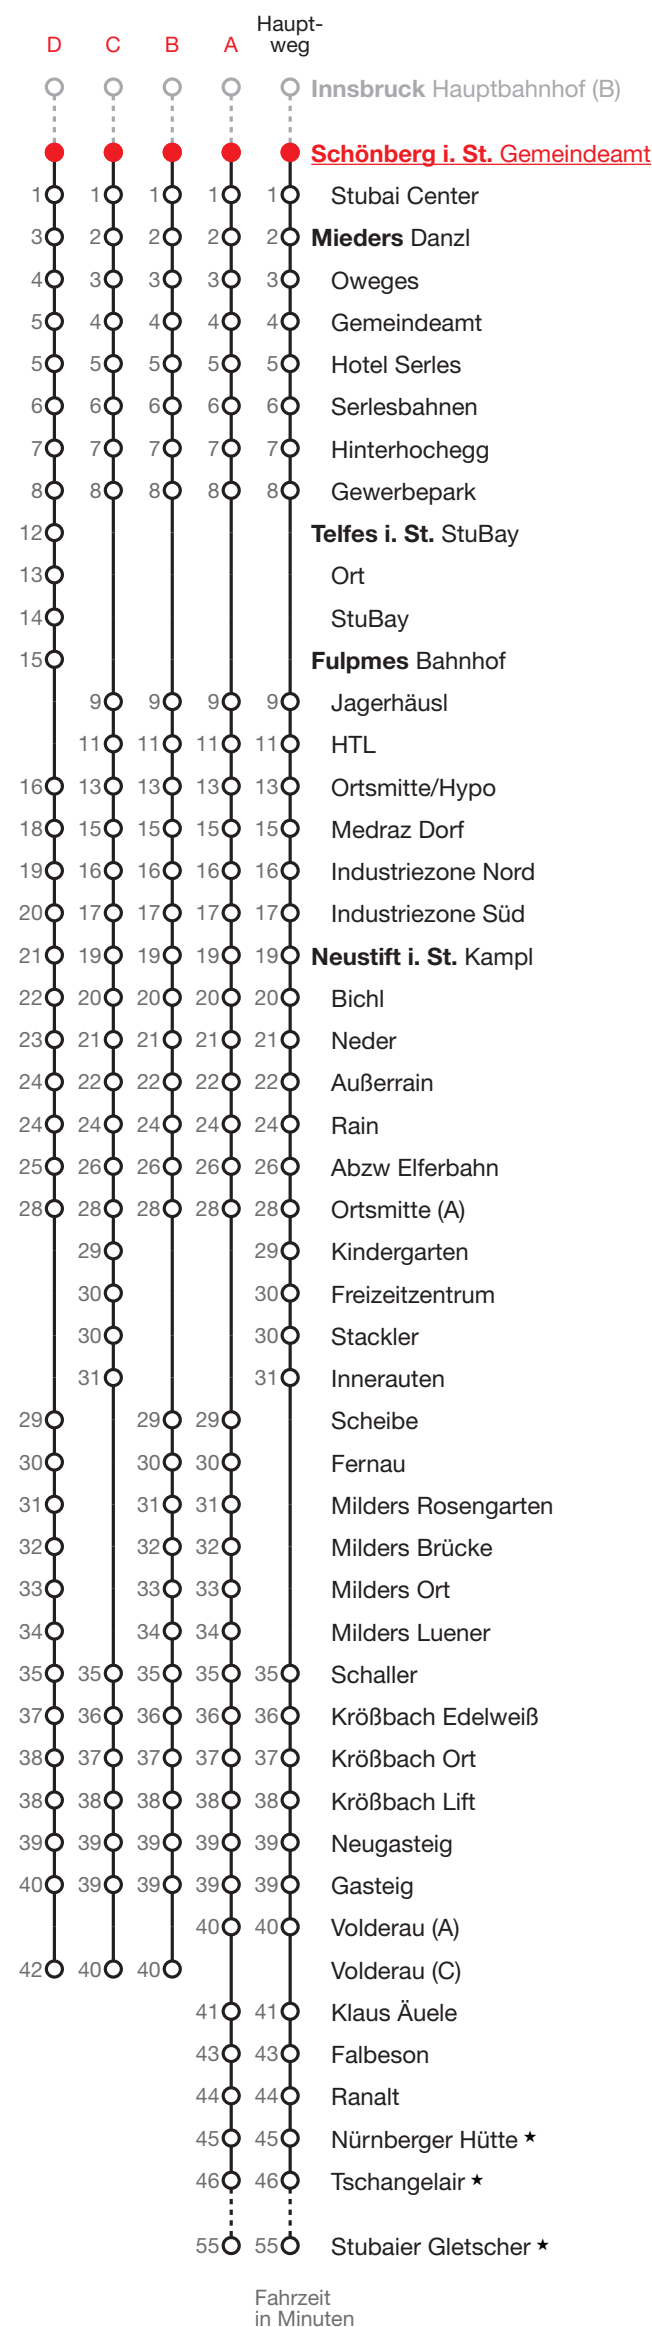 Haupt-
D C B A weg
Innsbruck Hauptbahnhof (B)
Schönberg i. St. Gemeindeamt
1 1 1 1 1 Stubai Center
3 2 2 2 2 Mieders Danzl
4 3 3 3 3 Oweges
5 4 4 4 4 Gemeindeamt
5 5 5 5 5 Hotel Serles
6 6 6 6 6 Serlesbahnen
7 7 7 7 7 Hinterhochegg
8 8 8 8 8 Gewerbepark
12 Telfes i. St. StuBay
13 Ort
14 StuBay
15 Fulpmes Bahnhof
9 9 9 9 Jagerhäusl
11 11 11 11 HTL
16 13 13 13 13 Ortsmitte/Hypo
18 15 15 15 15 Medraz Dorf
19 16 16 16 16 Industriezone Nord
20 17 17 17 17 Industriezone Süd
21 19 19 19 19 Neustift i. St. Kampl
22 20 20 20 20 Bichl
23 21 21 21 21 Neder
24 22 22 22 22 Außerrain
24 24 24 24 24 Rain
25 26 26 26 26 Abzw Elferbahn
28 28 28 28 28 Ortsmitte (A)
29 29 Kindergarten
30 30 Freizeitzentrum
30 30 Stackler
31 31 Innerauten
29 29 29 Scheibe
30 30 30 Fernau
31 31 31 Milders Rosengarten
32 32 32 Milders Brücke
33 33 33 Milders Ort
34 34 34 Milders Luener
35 35 35 35 35 Schaller
37 36 36 36 36 Krößbach Edelweiß
38 37 37 37 37 Krößbach Ort
38 38 38 38 38 Krößbach Lift
39 39 39 39 39 Neugasteig
40 39 39 39 39 Gasteig
40 40 Volderau (A)
42 40 40 Volderau (C)
41 41 Klaus Äuele
43 43 Falbeson
44 44 Ranalt
45 45 Nürnberger Hütte ★
46 46 Tschangelair ★
55 55 Stubaier Gletscher ★
Fahrzeit
in Minuten